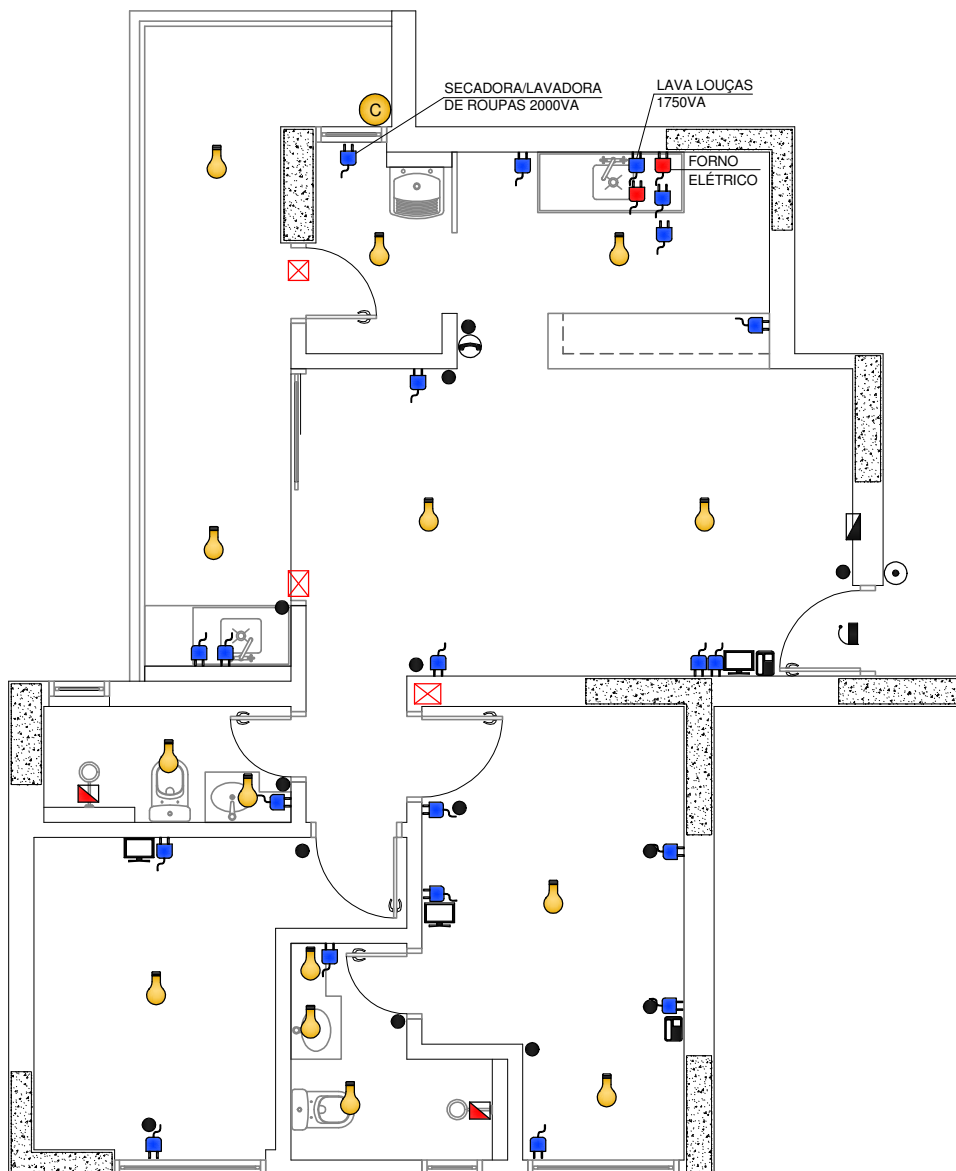 SECADORA/LAVADORA
DE ROUPAS 2000VA
LAVA LOUÇAS
1750VA
C
FORNO
ELÉTRICO